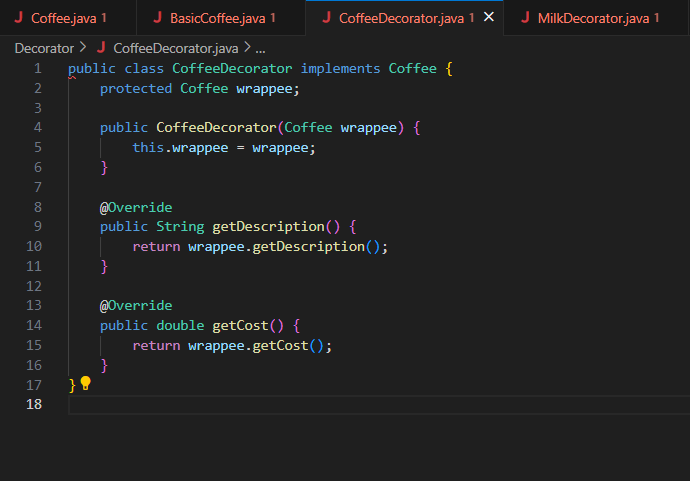 J Coffee.java 1 J BasicCoffee.java 1 J CoffeeDecorator.java 1 × J MilkDecorator.java 1
Decorator > J CoffeeDecorator.java > ...
1 public class CoffeeDecorator implements Coffee {
2     protected Coffee wrappee;
3
4     public CoffeeDecorator(Coffee wrappee) {
5         this.wrappee = wrappee;
6     }
7
8     @Override
9     public String getDescription() {
10         return wrappee.getDescription();
11     }
12
13     @Override
14     public double getCost() {
15         return wrappee.getCost();
16     }
17 }
18